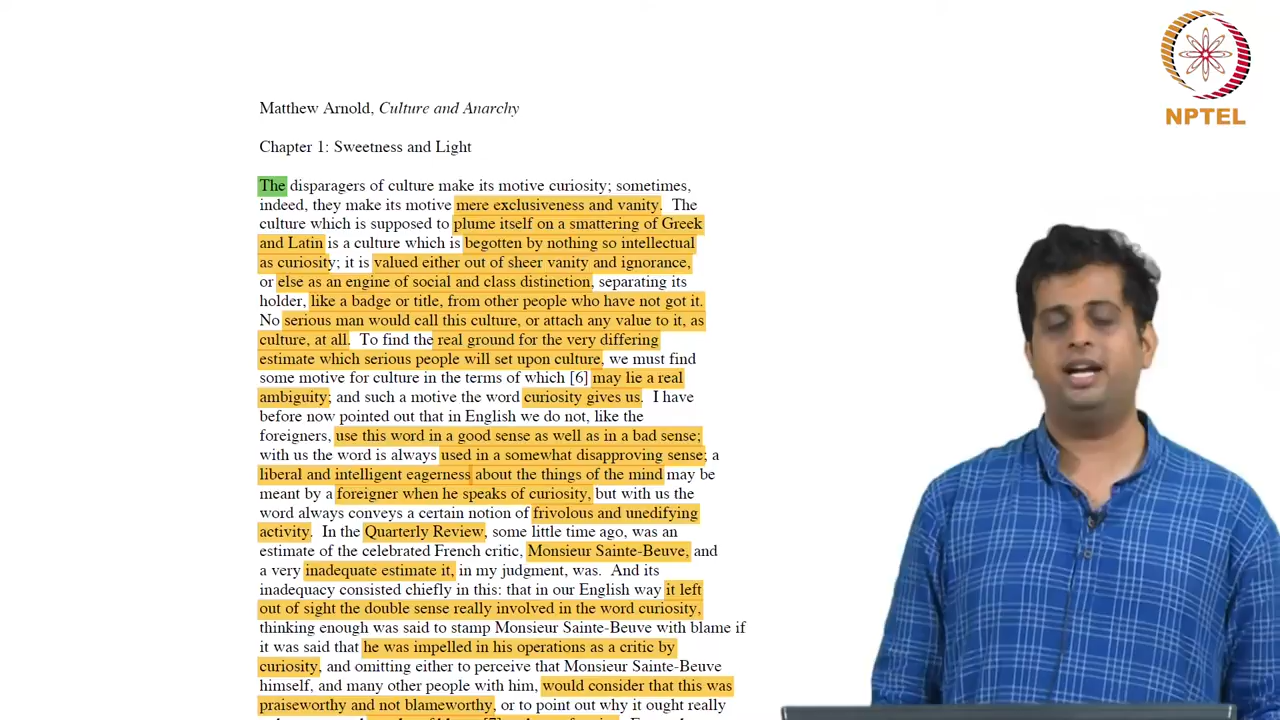 NPTEL
Matthew Arnold, Culture and Anarchy
Chapter 1: Sweetness and Light
The disparagers of culture make its motive curiosity; sometimes,
indeed, they make its motive mere exclusiveness and vanity. The
culture which is supposed to plume itself on a smattering of Greek
and Latin is a culture which is begotten by nothing so intellectual
as curiosity; it is valued either out of sheer vanity and ignorance,
or else as an engine of social and class distinction, separating its
holder, like a badge or title, from other people who have not got it.
No serious man would call this culture, or attach any value to it, as
culture, at all. To find the real ground for the very differing
estimate which serious people will set upon culture, we must find
some motive for culture in the terms of which [6] may lie a real
ambiguity; and such a motive the word curiosity gives us. I have
before now pointed out that in English we do not, like the
foreigners, use this word in a good sense as well as in a bad sense;
with us the word is always used in a somewhat disapproving sense; a
liberal and intelligent eagerness about the things of the mind may be
meant by a foreigner when he speaks of curiosity, but with us the
word always conveys a certain notion of frivolous and unedifying
activity. In the Quarterly Review, some little time ago, was an
estimate of the celebrated French critic, Monsieur Sainte-Beuve, and
a very inadequate estimate it, in my judgment, was. And its
inadequacy consisted chiefly in this: that in our English way it left
out of sight the double sense really involved in the word curiosity,
thinking enough was said to stamp Monsieur Sainte-Beuve with blame if
it was said that he was impelled in his operations as a critic by
curiosity, and omitting either to perceive that Monsieur Sainte-Beuve
himself, and many other people with him, would consider that this was
praiseworthy and not blameworthy, or to point out why it ought really